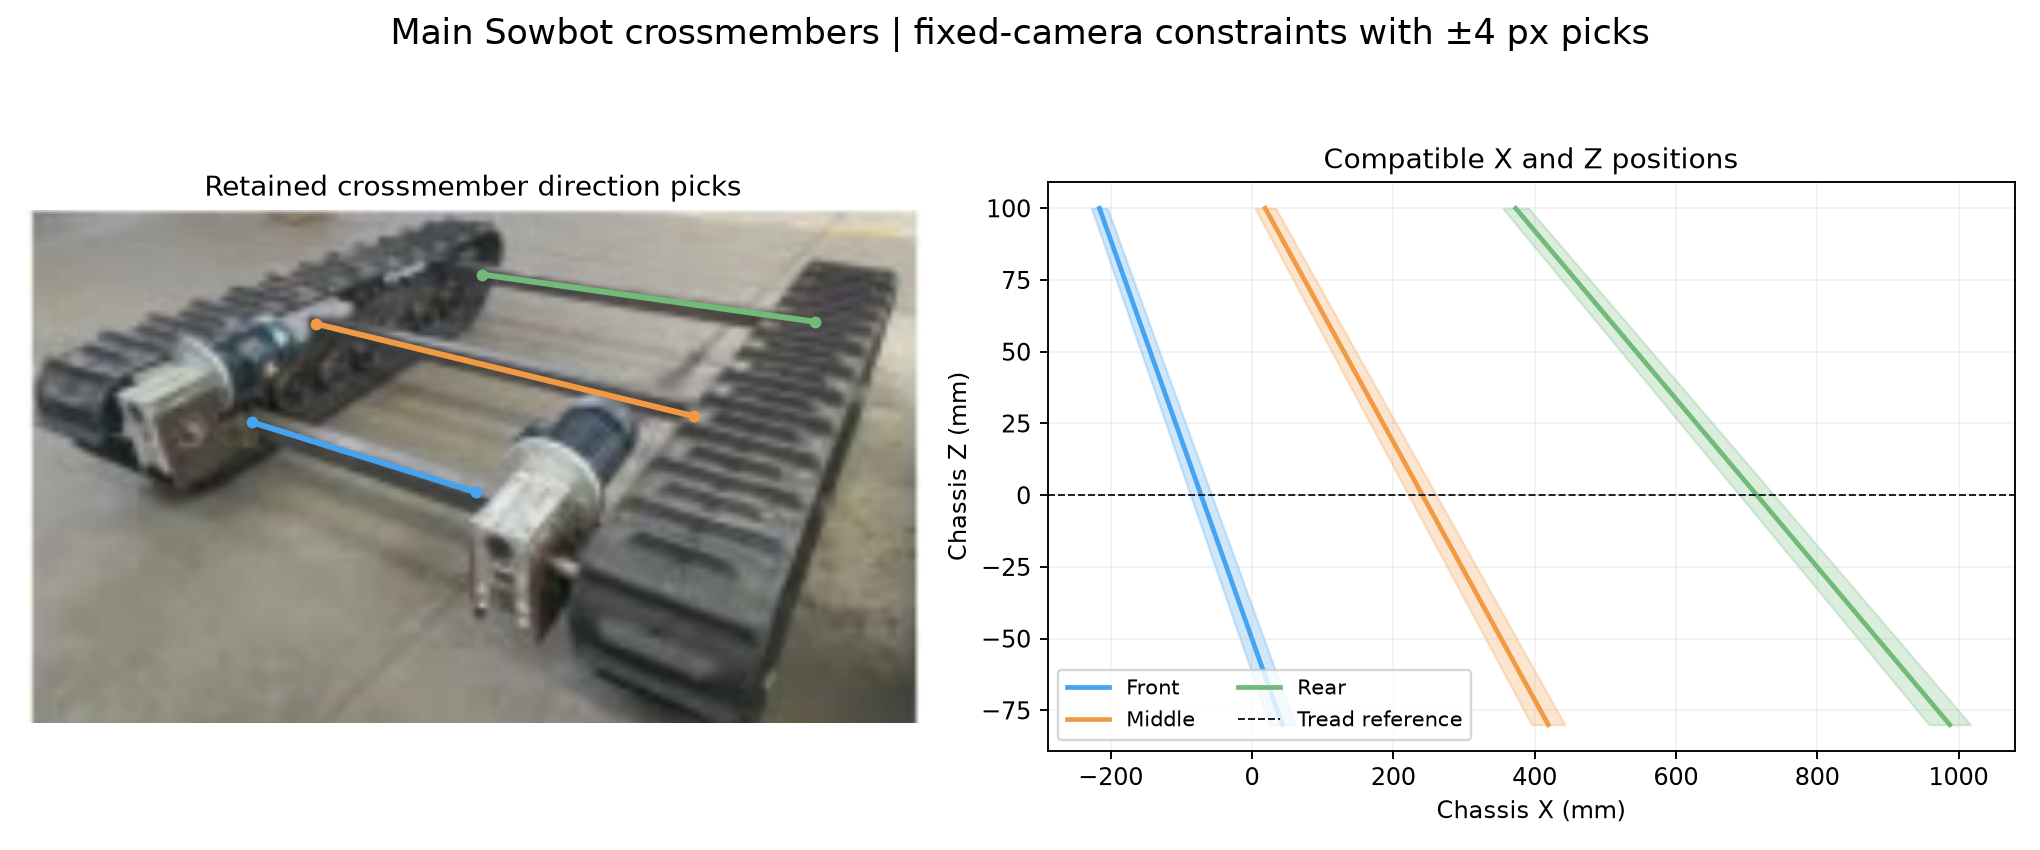 Main Sowbot crossmembers | fixed-camera constraints with ±4 px picks
Retained crossmember direction picks
Compatible X and Z positions
100
75
50
25
0
−25
−50
−75
Chassis Z (mm)
Front
Middle
Rear
Tread reference
−200
0
200
400
600
800
1000
Chassis X (mm)